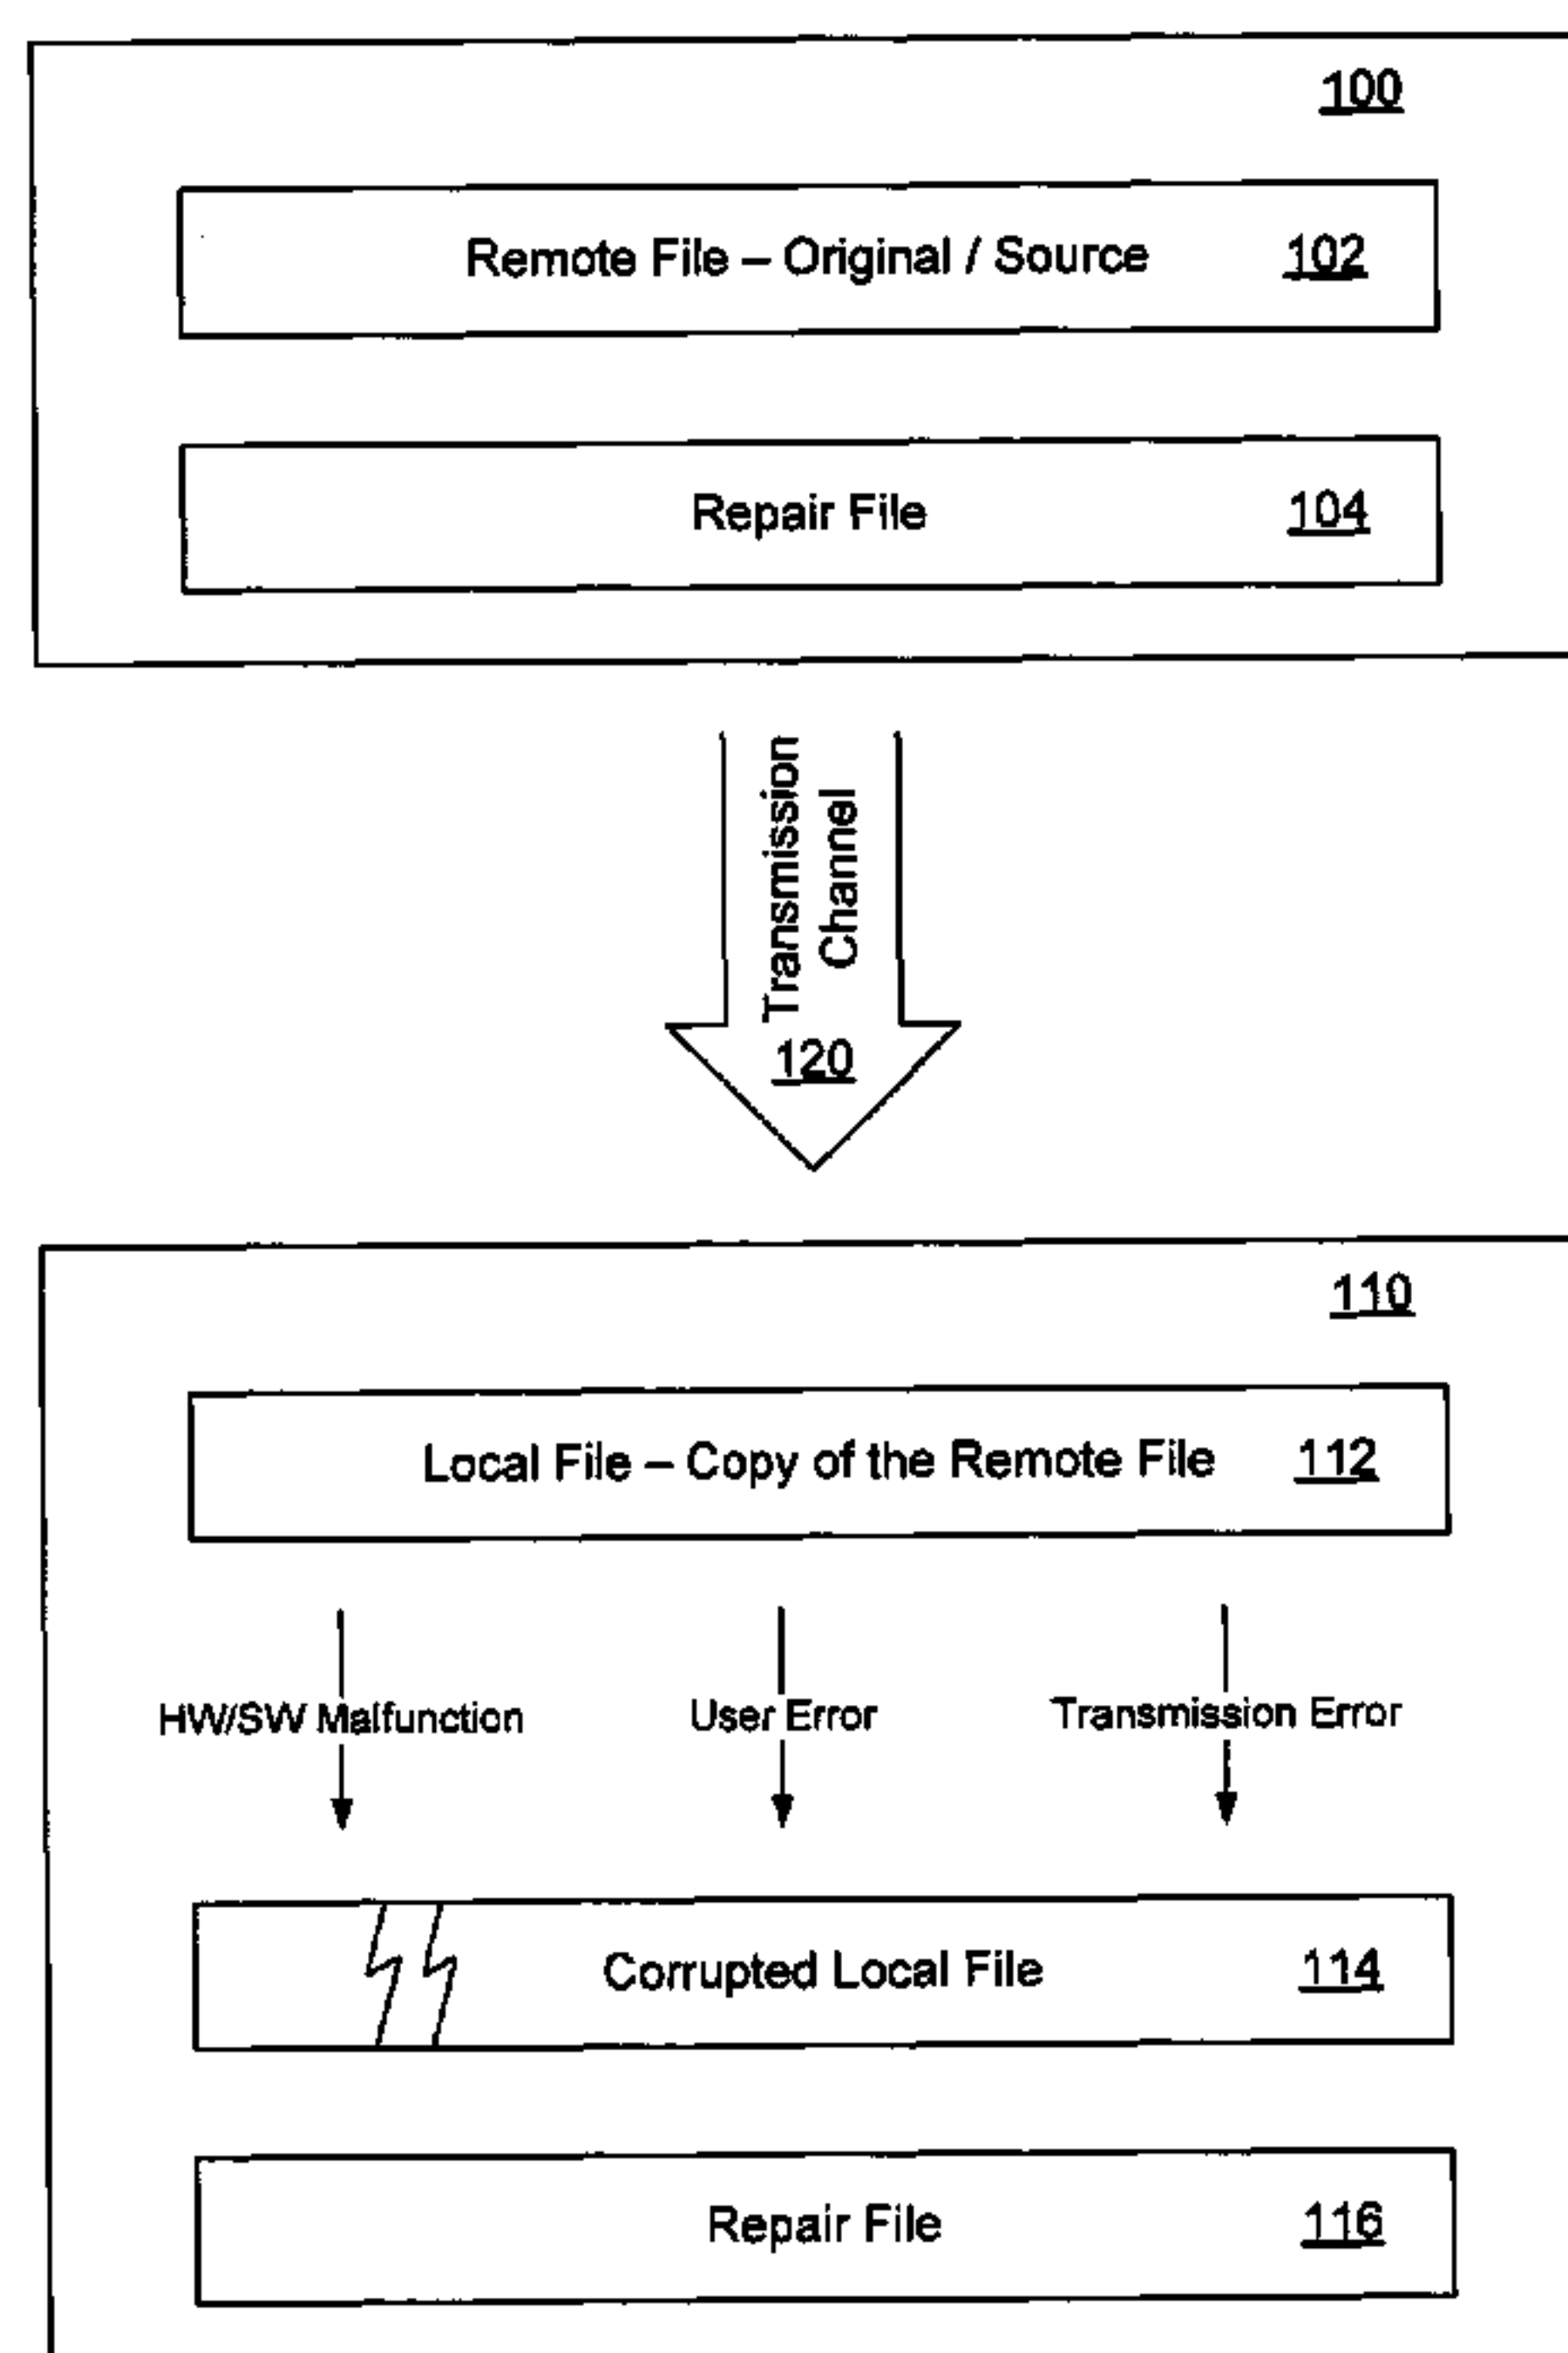 100
Remote File – Original / Source 102
Repair File 104
Transmission
Channel
120
110
Local File – Copy of the Remote File 112
HW/SW Malfunction User Error Transmission Error
Corrupted Local File 114
Repair File 116